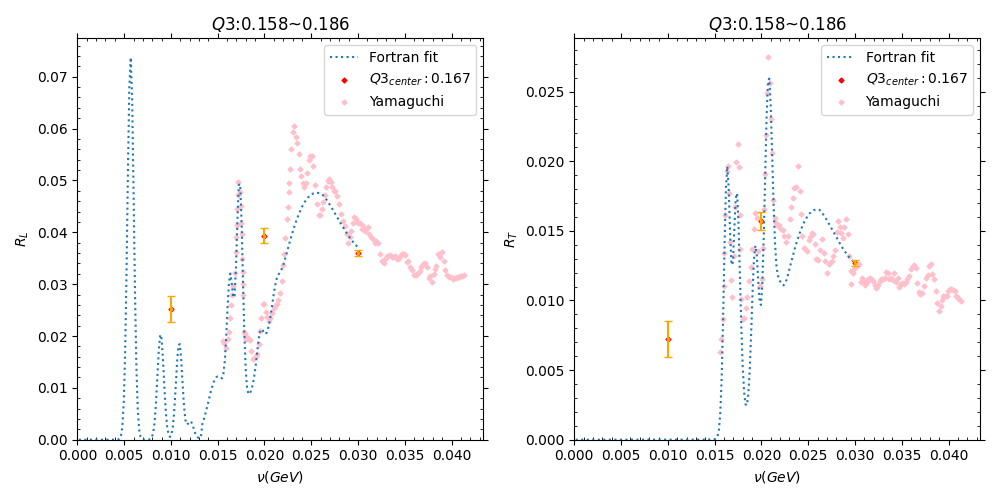 Q3:0.158~0.186
0.07
0.06
0.05
0.04
0.03
0.02
0.01
0.00
R_L
0.000 0.005 0.010 0.015 0.020 0.025 0.030 0.035 0.040
ν(GeV)
Fortran fit
Q3_center:0.167
Yamaguchi
Q3:0.158~0.186
0.025
0.020
0.015
0.010
0.005
0.000
R_T
0.000 0.005 0.010 0.015 0.020 0.025 0.030 0.035 0.040
ν(GeV)
Fortran fit
Q3_center:0.167
Yamaguchi